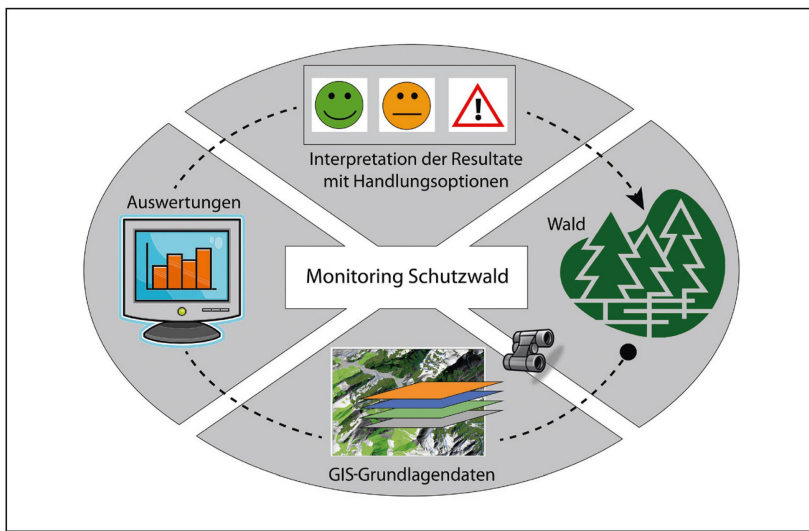 Interpretation der Resultate
mit Handlungsoptionen
Auswertungen
Wald
Monitoring Schutzwald
GIS-Grundlagendaten